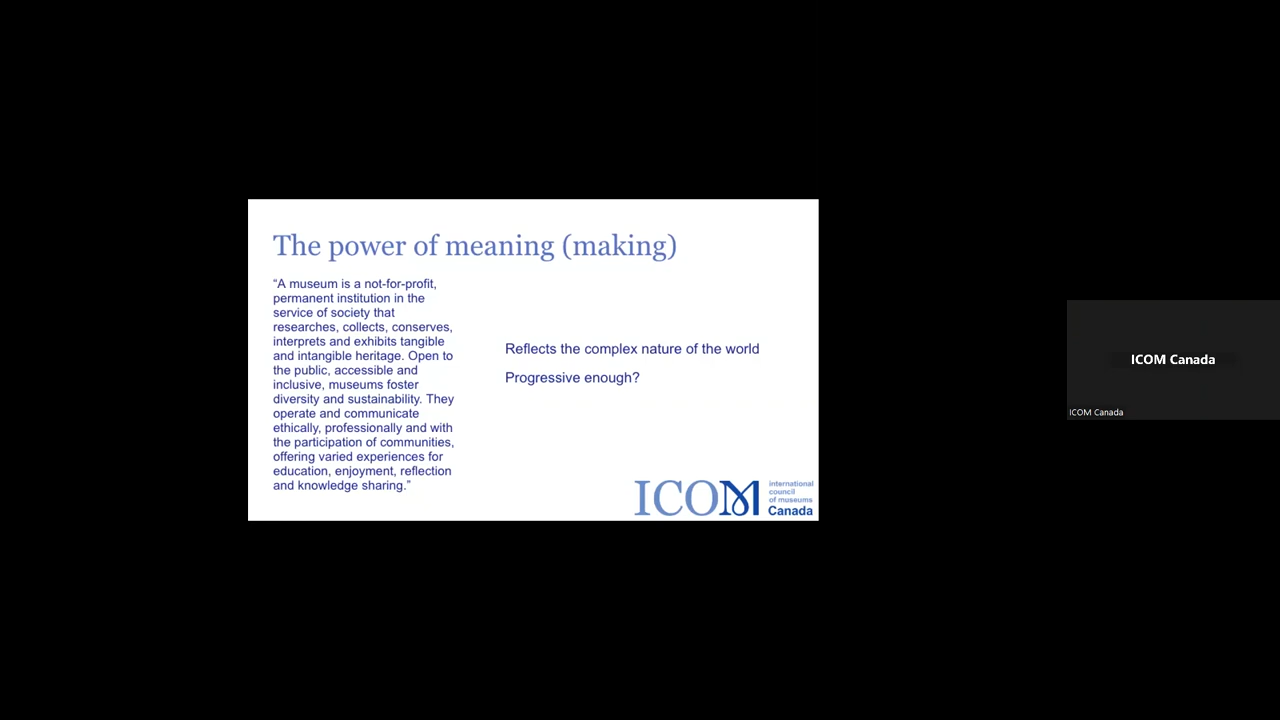 The power of meaning (making)
“A museum is a not-for-profit,
permanent institution in the
service of society that
researches, collects, conserves,
interprets and exhibits tangible
and intangible heritage. Open to
the public, accessible and
inclusive, museums foster
diversity and sustainability. They
operate and communicate
ethically, professionally and with
the participation of communities,
offering varied experiences for
education, enjoyment, reflection
and knowledge sharing.”
Reflects the complex nature of the world
Progressive enough?
ICOM
international
council
of museums
Canada
ICOM Canada
ICOM Canada